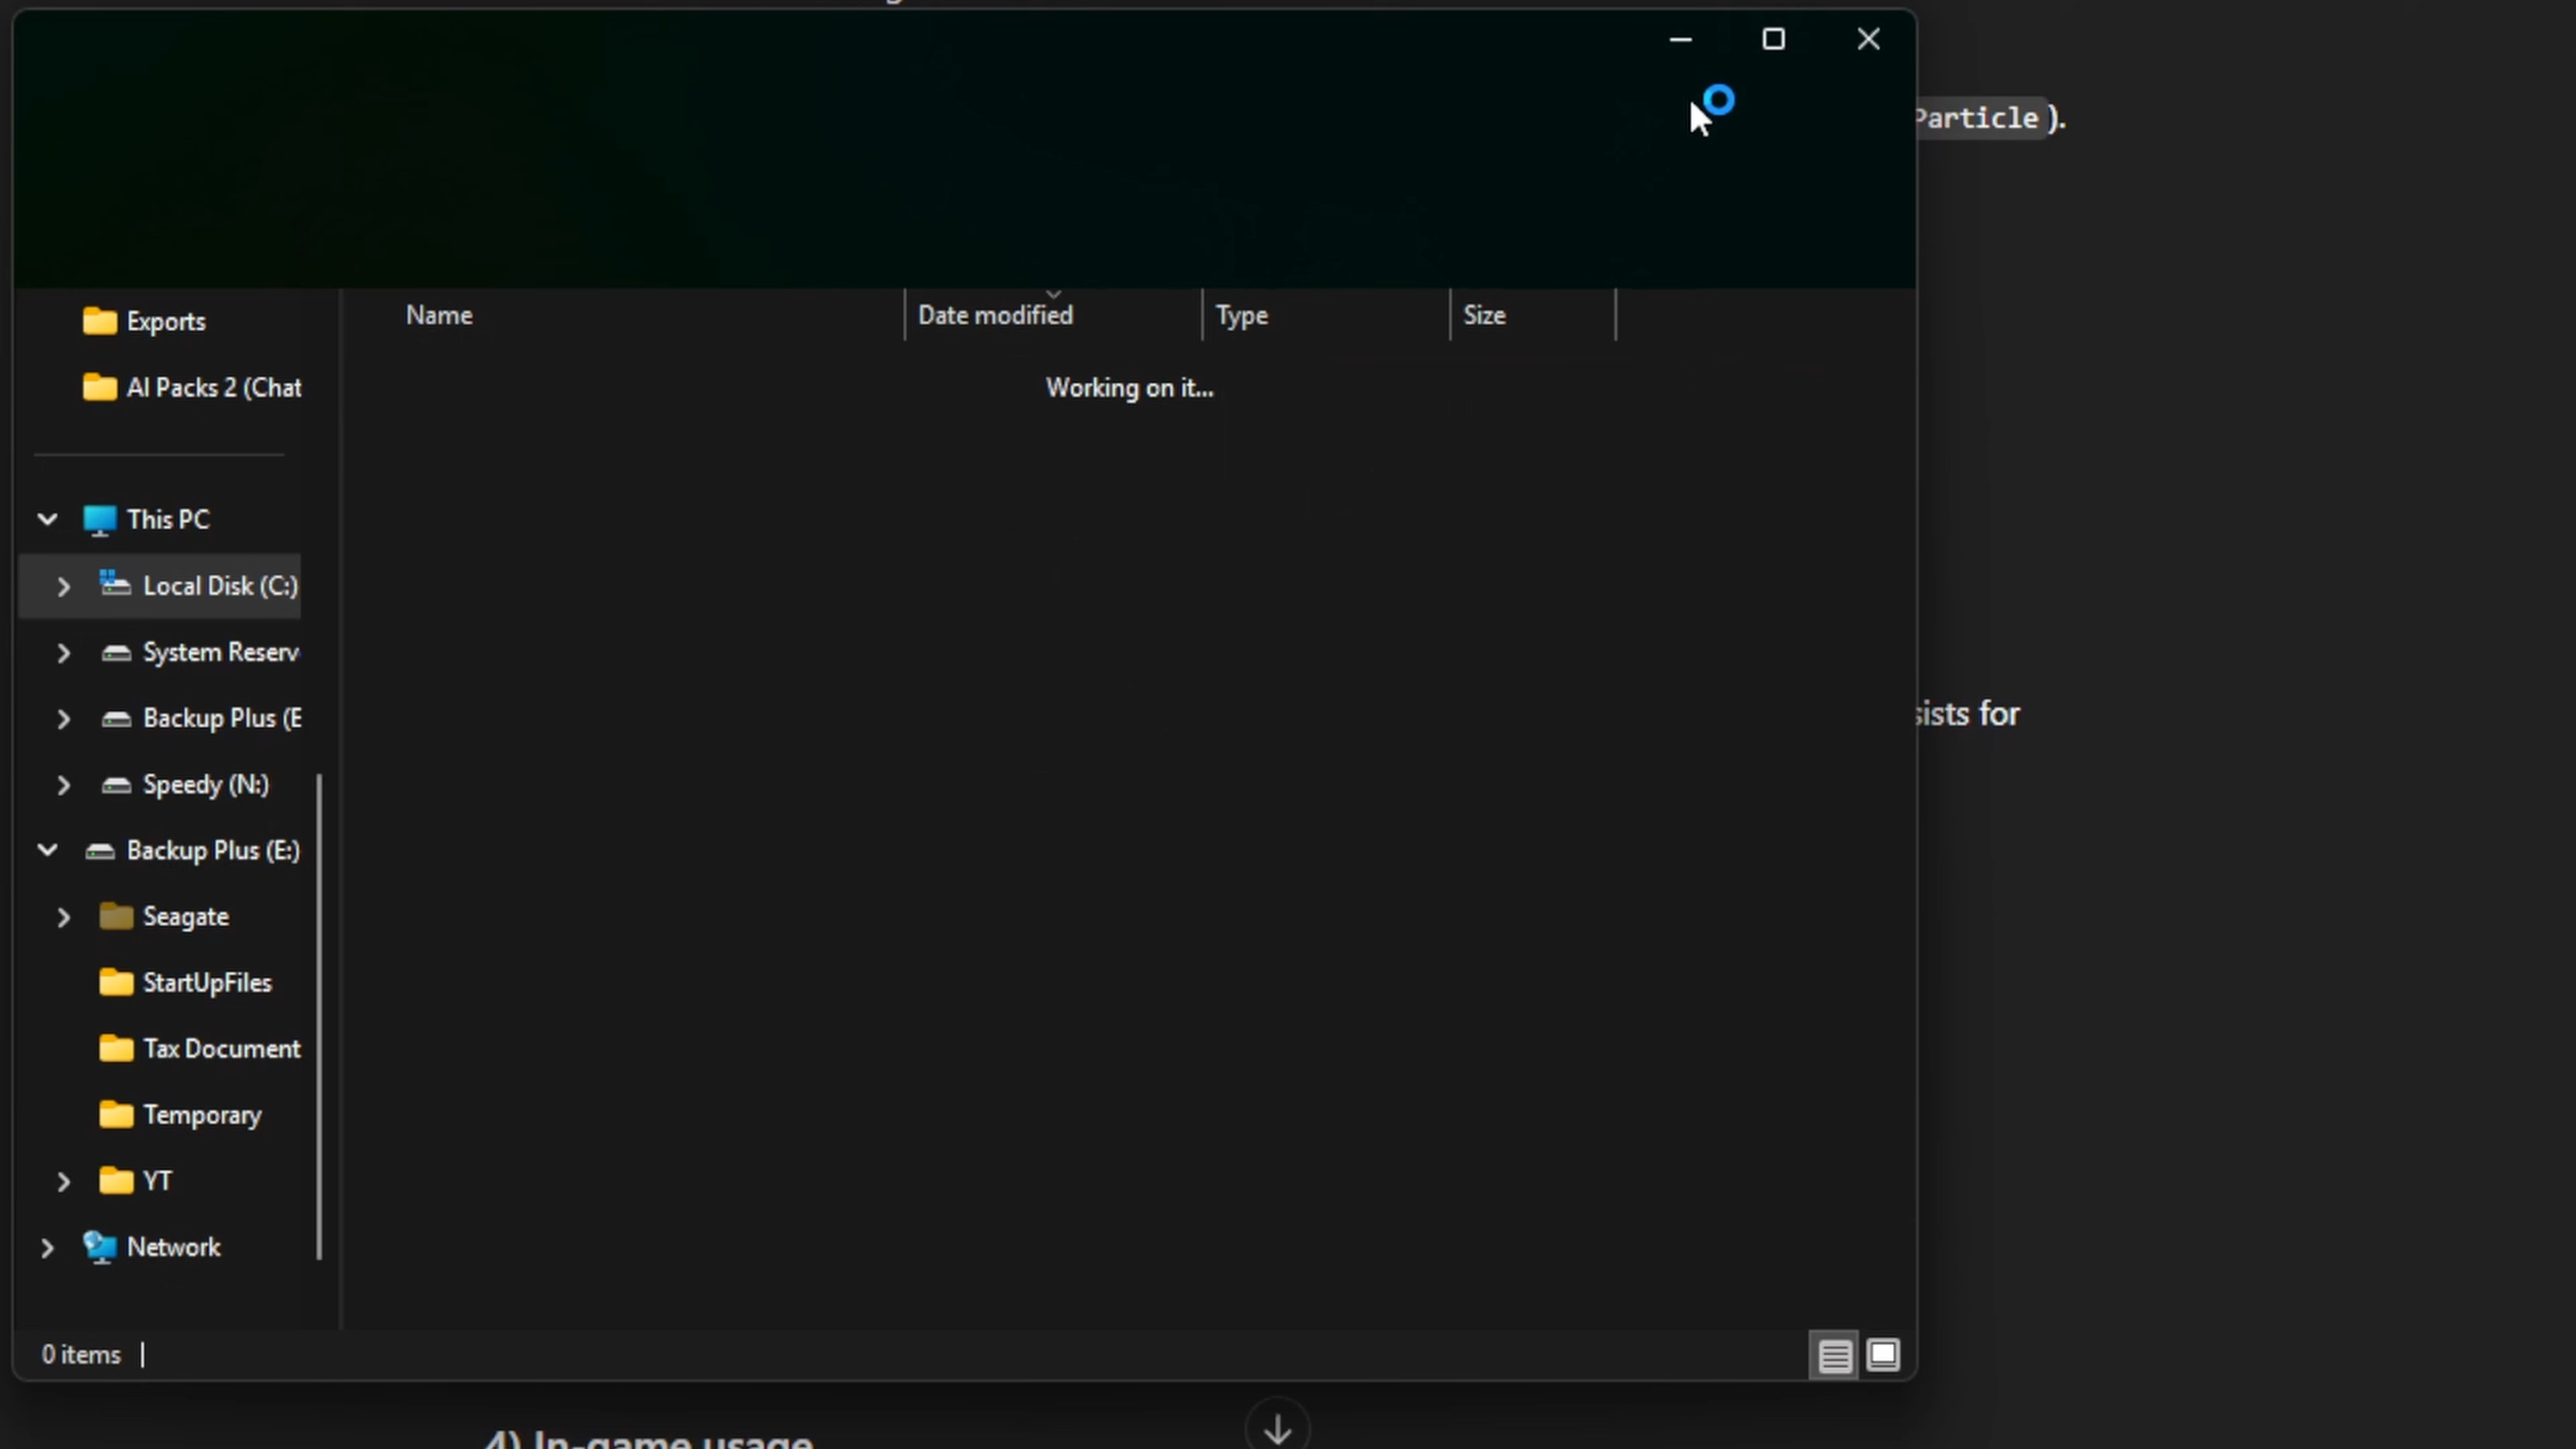 Particle ).
Name
Date modified
Type
Size
Exports
Working on it...
AI Packs 2 (Chat
This PC
Local Disk (C:)
System Reserv
Backup Plus (E
sists for
Speedy (N:)
Backup Plus (E:)
Seagate
StartUpFiles
Tax Document
Temporary
YT
Network
0 items
4) In-game usage